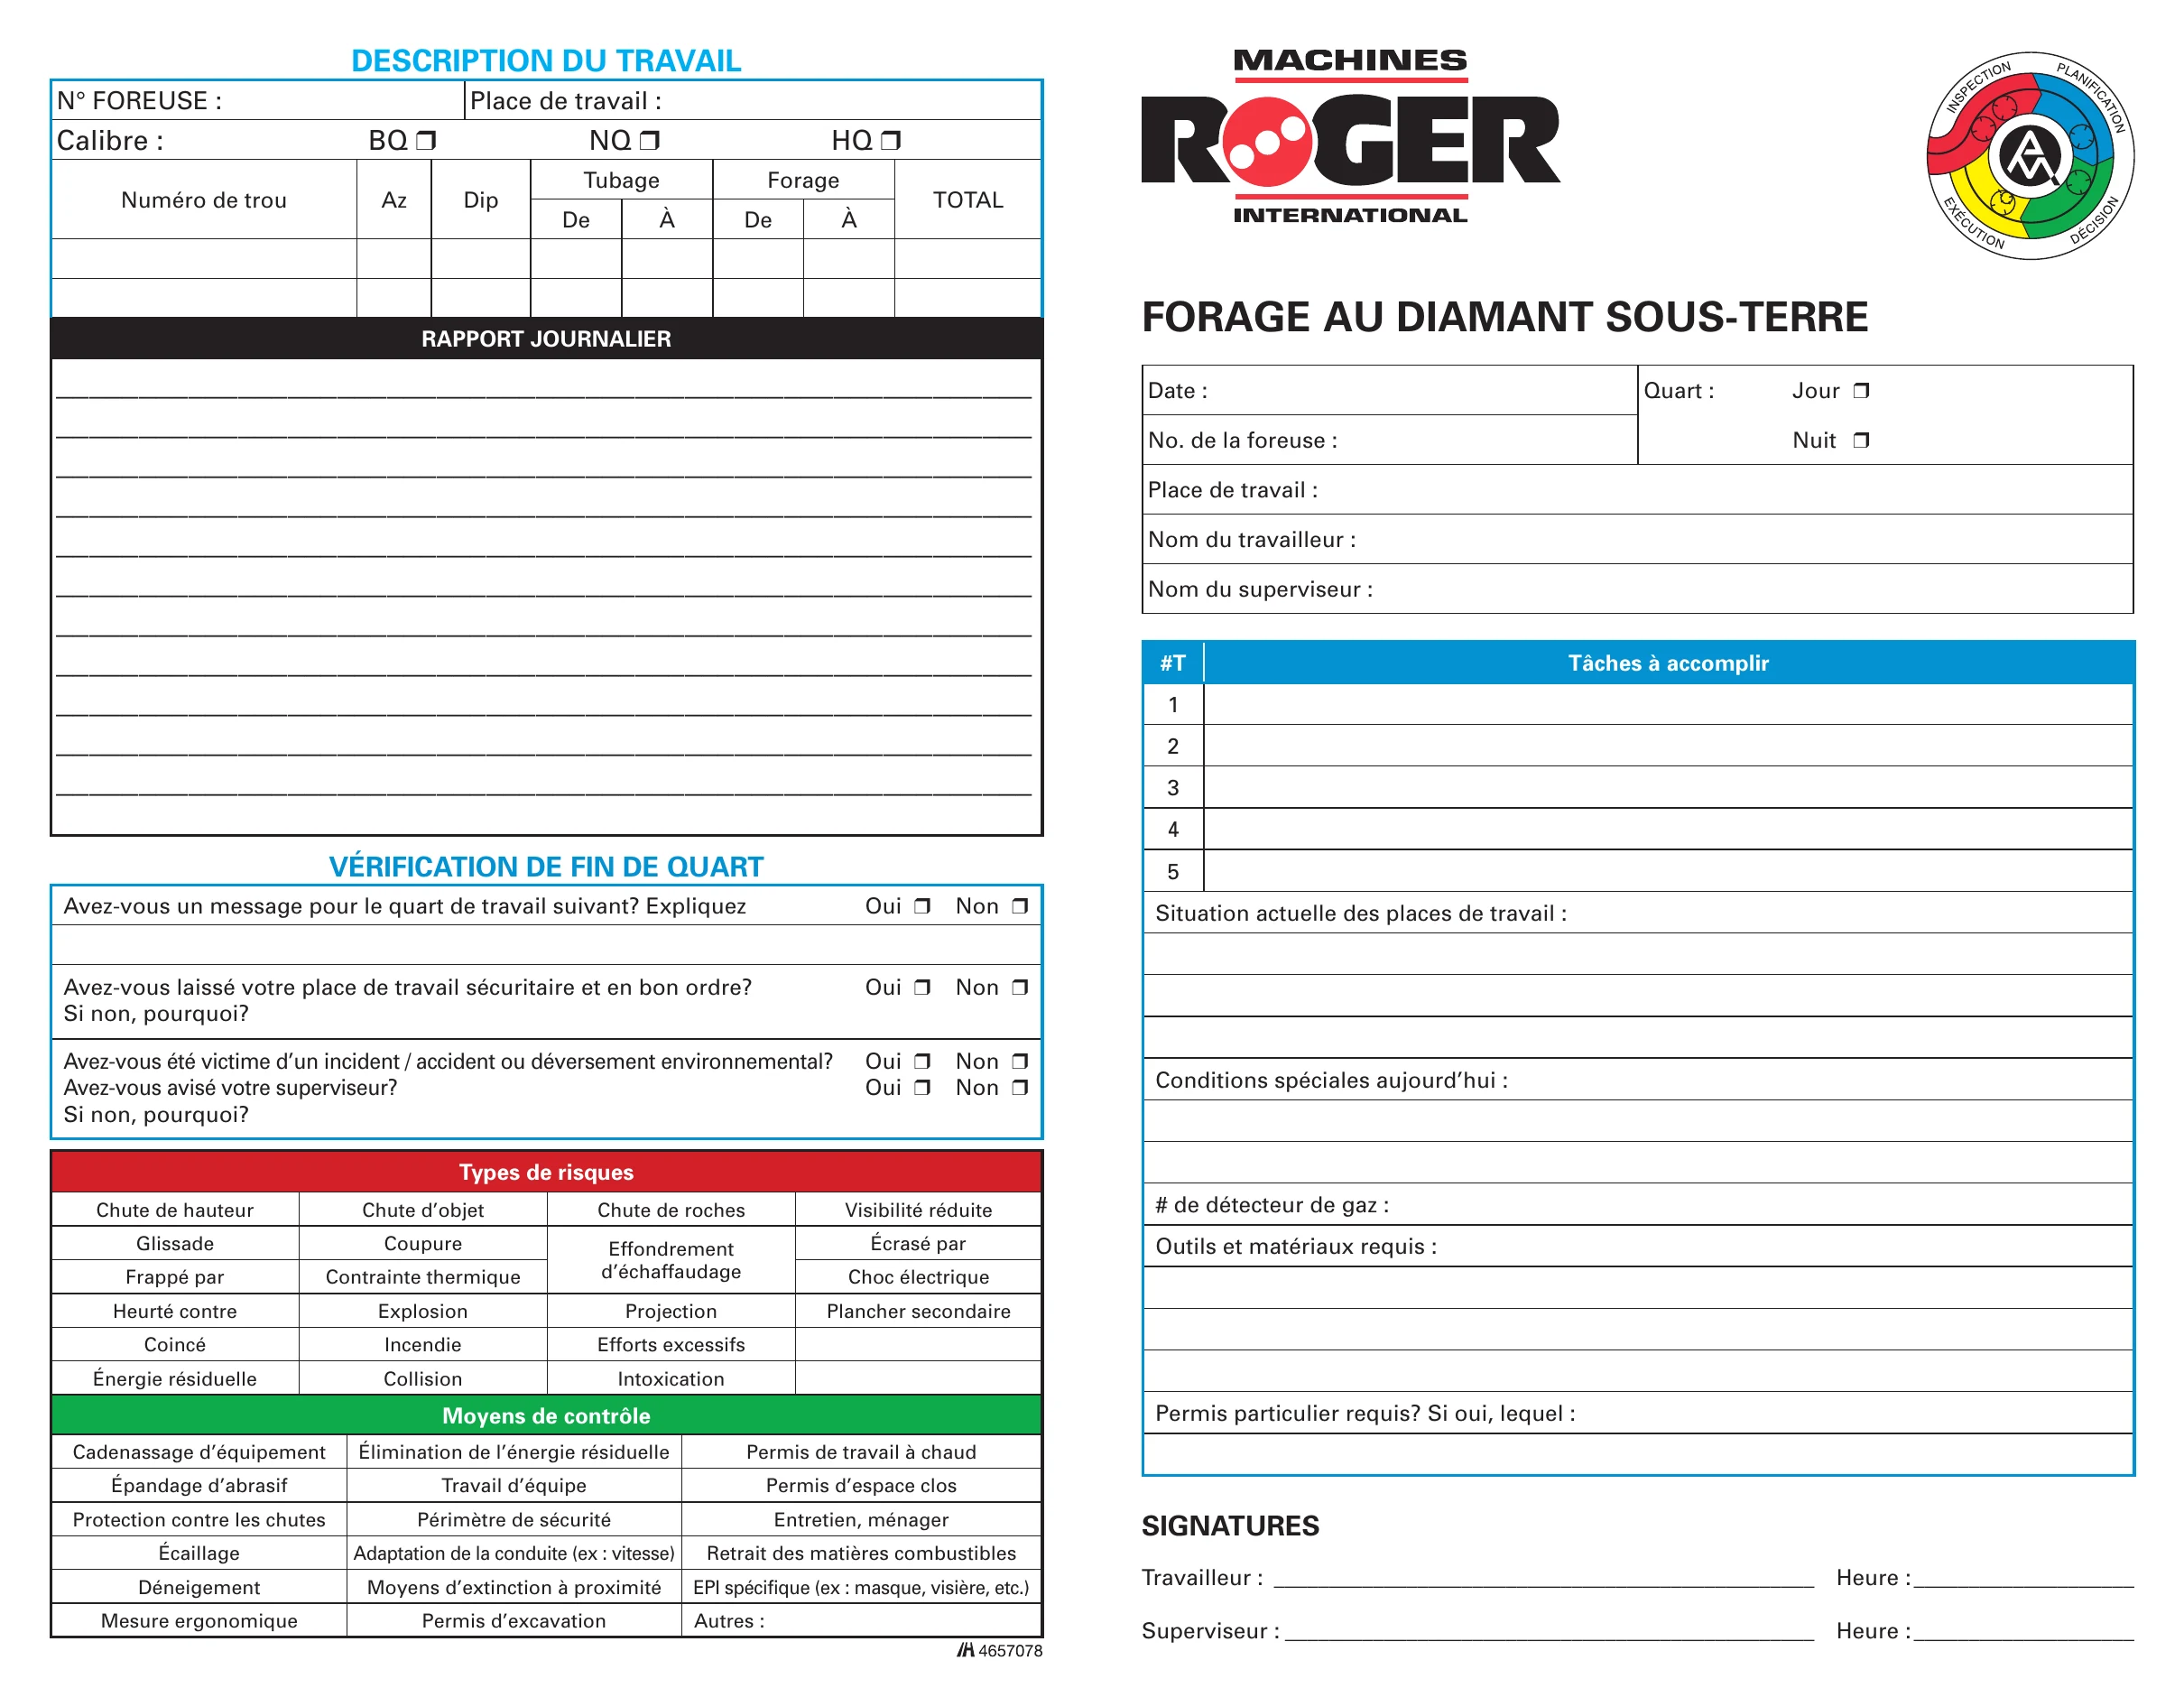 DESCRIPTION DU TRAVAIL
N° FOREUSE : Place de travail :
Calibre : BQ ❒ NQ ❒ HQ ❒
Numéro de trou Az Dip Tubage Forage TOTAL
De À De À
RAPPORT JOURNALIER
VÉRIFICATION DE FIN DE QUART
Avez-vous un message pour le quart de travail suivant? Expliquez Oui ❒ Non ❒
Avez-vous laissé votre place de travail sécuritaire et en bon ordre? Oui ❒ Non ❒
Si non, pourquoi?
Avez-vous été victime d’un incident / accident ou déversement environnemental? Oui ❒ Non ❒
Avez-vous avisé votre superviseur? Oui ❒ Non ❒
Si non, pourquoi?
Types de risques
Chute de hauteur Chute d’objet Chute de roches Visibilité réduite
Glissade Coupure Effondrement d’échaffaudage Écrasé par
Frappé par Contrainte thermique Choc électrique
Heurté contre Explosion Projection Plancher secondaire
Coincé Incendie Efforts excessifs
Énergie résiduelle Collision Intoxication
Moyens de contrôle
Cadenassage d’équipement Élimination de l’énergie résiduelle Permis de travail à chaud
Épandage d’abrasif Travail d’équipe Permis d’espace clos
Protection contre les chutes Périmètre de sécurité Entretien, ménager
Écaillage Adaptation de la conduite (ex : vitesse) Retrait des matières combustibles
Déneigement Moyens d’extinction à proximité EPI spécifique (ex : masque, visière, etc.)
Mesure ergonomique Permis d’excavation Autres :
4657078
MACHINES
ROGER
INTERNATIONAL
INSPECTION PLANIFICATION
EXÉCUTION DÉCISION
FORAGE AU DIAMANT SOUS-TERRE
Date : Quart : Jour ❒
No. de la foreuse : Nuit ❒
Place de travail :
Nom du travailleur :
Nom du superviseur :
#T Tâches à accomplir
1
2
3
4
5
Situation actuelle des places de travail :
Conditions spéciales aujourd’hui :
# de détecteur de gaz :
Outils et matériaux requis :
Permis particulier requis? Si oui, lequel :
SIGNATURES
Travailleur : Heure :
Superviseur : Heure :